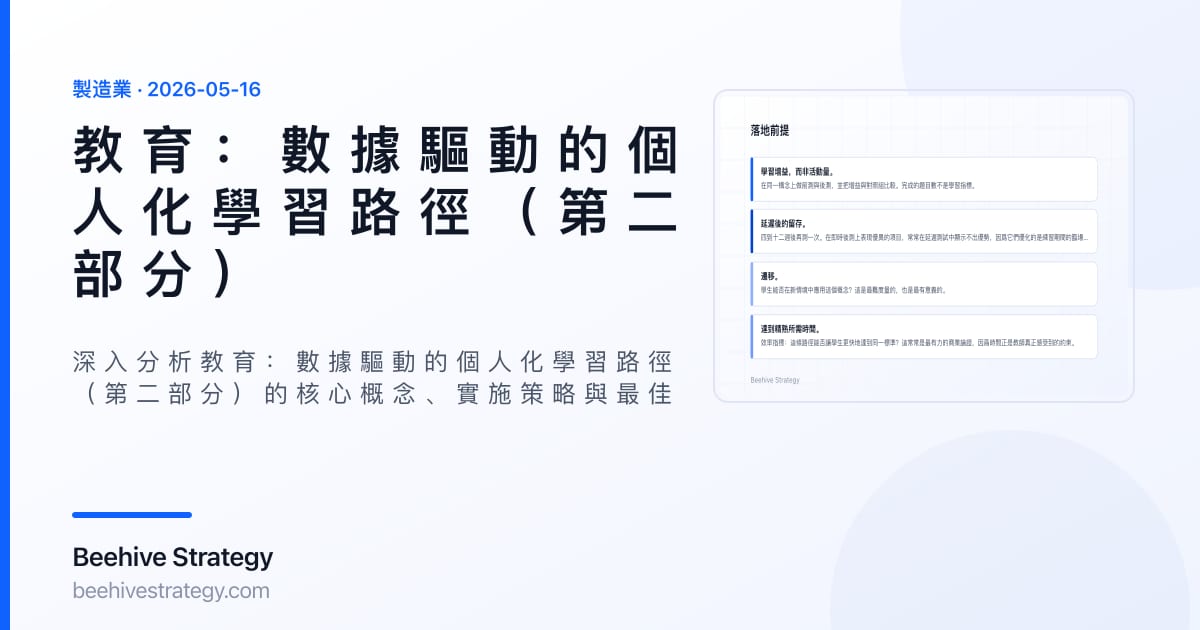 製造業 · 2026-05-16
教育：數據驅動的個
人化學習路徑（第二
部分）
深入分析教育：數據驅動的個人化學習路徑
（第二部分）的核心概念、實施策略與最佳
Beehive Strategy
beehivestrategy.com
落地前提
學習增益，而非活動量。
在同一概念上做前測與後測，並把增益與對照組比較。完成的題目數不是學習指標。
延遲後的留存。
四到十二週後再測一次。在即時後測上表現優異的項目，常常在延遲測試中顯示不出優勢，因為它們優化的是練習期間的臨場…
遷移。
學生能否在新情境中應用這個概念？這是最難度量的，也是最有意義的。
達到精熟所需時間。
效率指標：這條路徑能否讓學生更快地達到同一標準？這常常是最有力的商業論證，因為時間正是教師真正感受到的約束。
Beehive Strategy